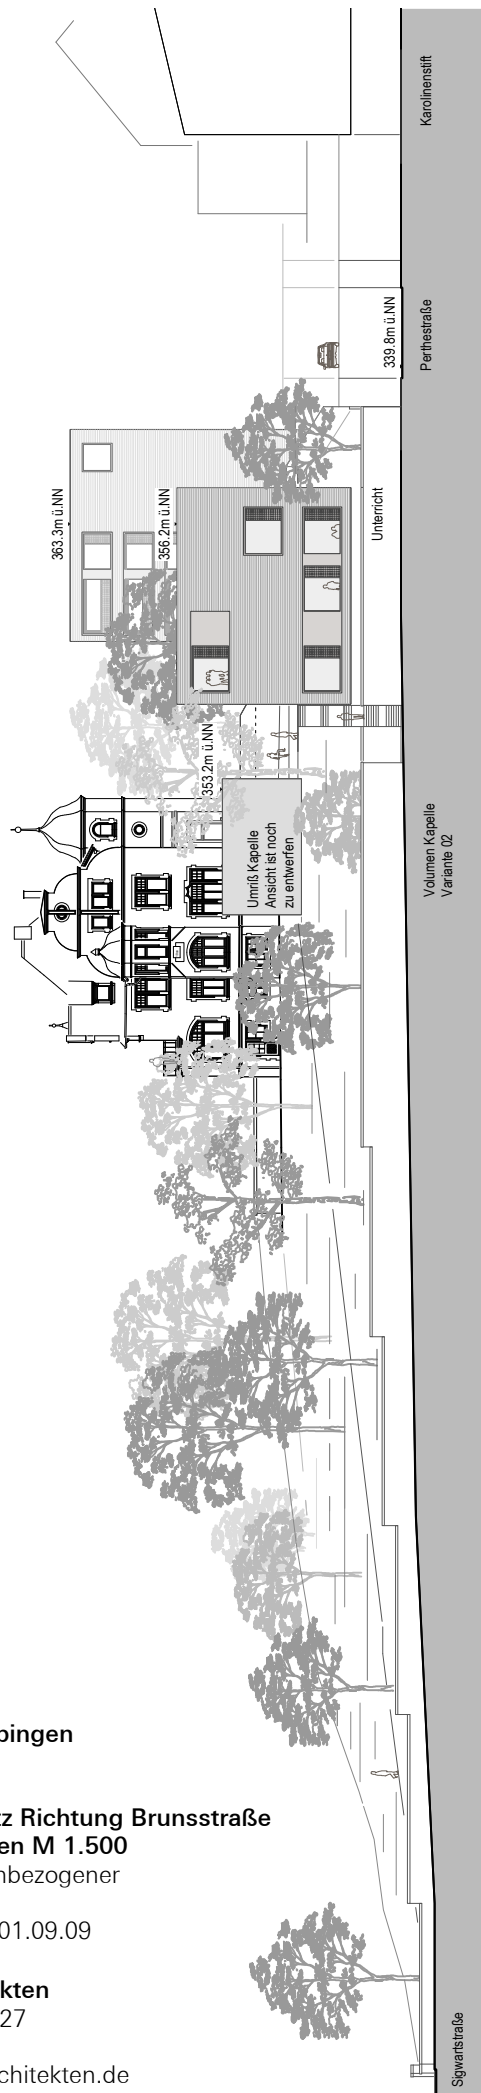 Karolinenstift
Perthestraße
339.8m ü.NN
363.3m ü.NN
356.2m ü.NN
Unterricht
353.2m ü.NN
Umriß Kapelle
Ansicht ist noch
zu entwerfen
Volumen Kapelle
Variante 02
bingen
tz Richtung Brunsstraße
en M 1.500
nbezogener
01.09.09
kten
27
chitekten.de
Sigwartstraße